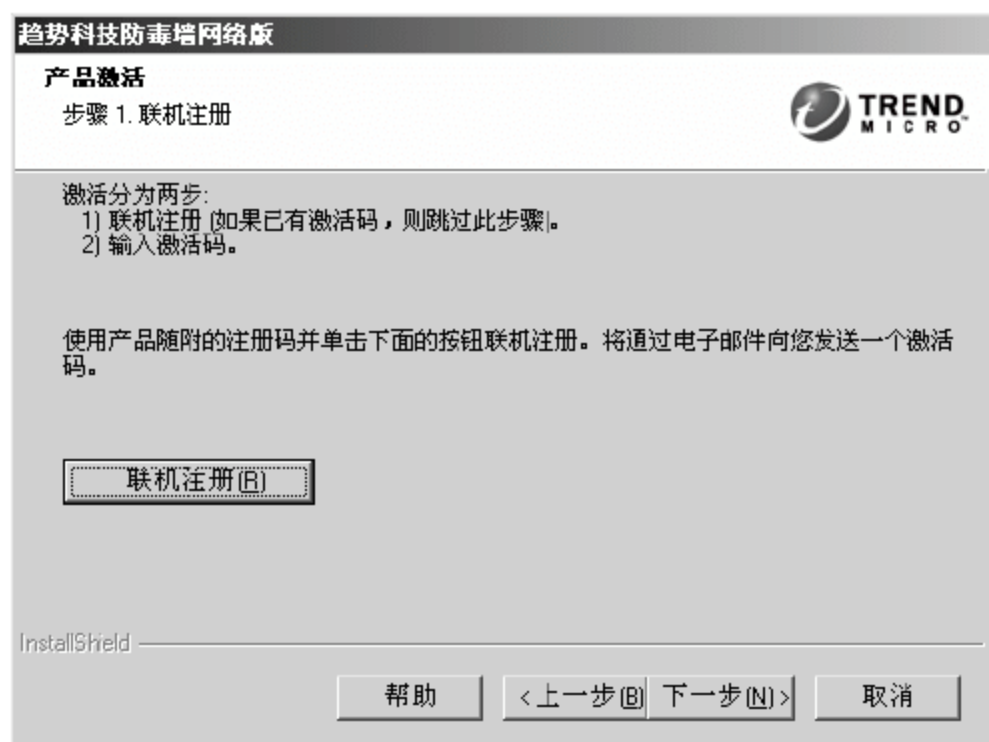 趋势科技防毒墙网络版
产品激活
步骤 1. 联机注册
TREND
MICRO
激活分为两步:
1) 联机注册 (如果已有激活码，则跳过此步骤)。
2) 输入激活码。
使用产品随附的注册码并单击下面的按钮联机注册。将通过电子邮件向您发送一个激活
码。
联机注册(R)
InstallShield
帮助
<上一步(B)
下一步(N)>
取消